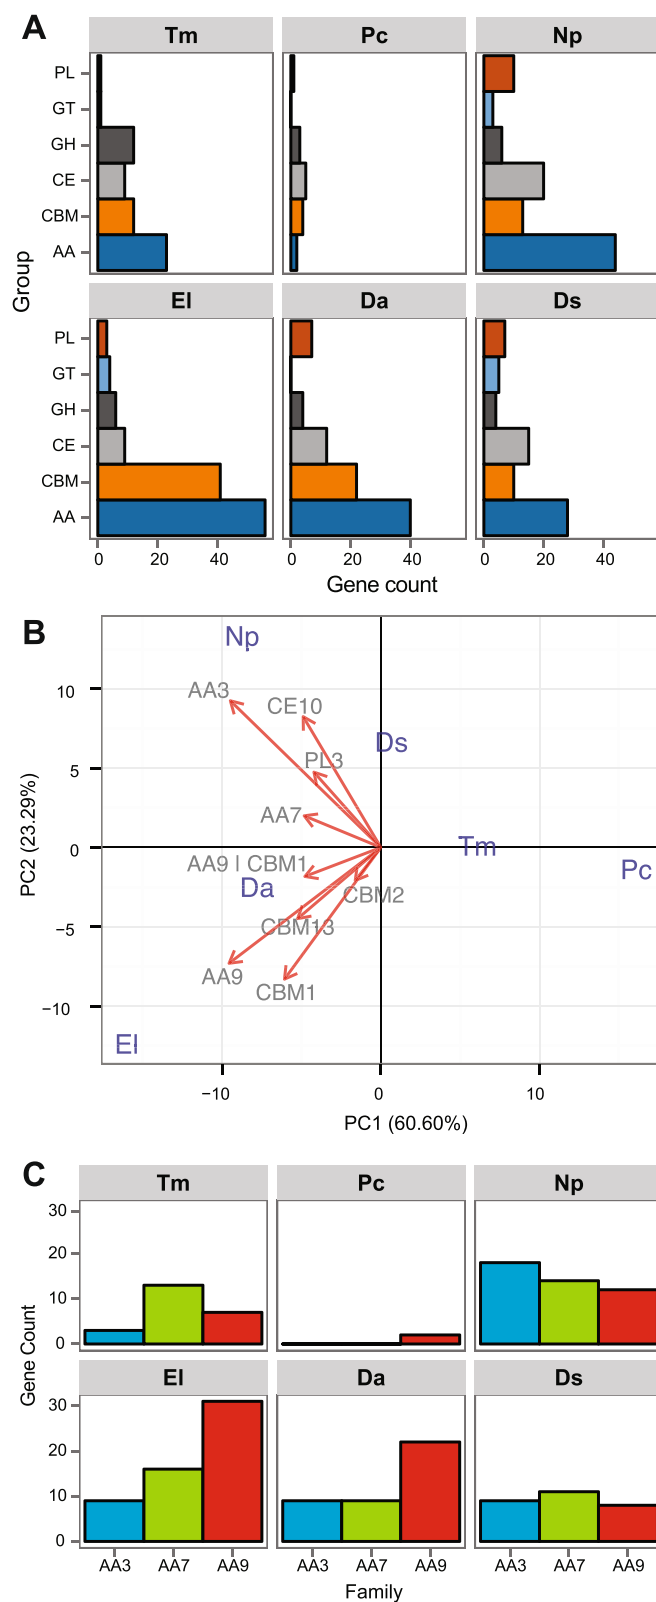 A
Tm Pc Np
PL
GT
GH
CE
CBM
AA
Group
El Da Ds
PL
GT
GH
CE
CBM
AA
0 20 40 0 20 40 0 20 40
Gene count
B
Np
AA3
CE10
Ds
PL3
AA7
Tm
AA9 | CBM1
Pc
Da
CBM2
CBM13
AA9
CBM1
El
10
5
0
−5
−10
PC2 (23.29%)
−10 0 10
PC1 (60.60%)
C
Tm Pc Np
30
20
10
0
Gene Count
El Da Ds
30
20
10
0
AA3 AA7 AA9 AA3 AA7 AA9 AA3 AA7 AA9
Family